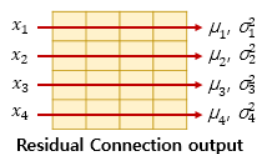 x₁ μ₁, σ₁²
x₂ μ₂, σ₂²
x₃ μ₃, σ₃²
x₄ μ₄, σ₄²
Residual Connection output